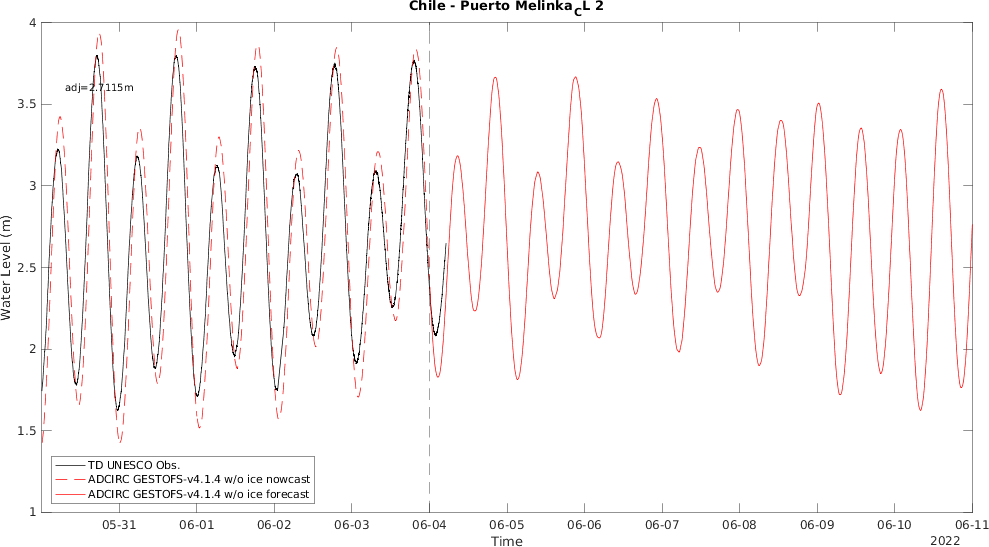 Chile - Puerto Melinka_CL 2
4
adj=2.7115m
3.5
3
2.5
2
1.5
1
Water Level (m)
TD UNESCO Obs.
ADCIRC GESTOFS-v4.1.4 w/o ice nowcast
ADCIRC GESTOFS-v4.1.4 w/o ice forecast
05-31 06-01 06-02 06-03 06-04 06-05 06-06 06-07 06-08 06-09 06-10 06-11
Time
2022